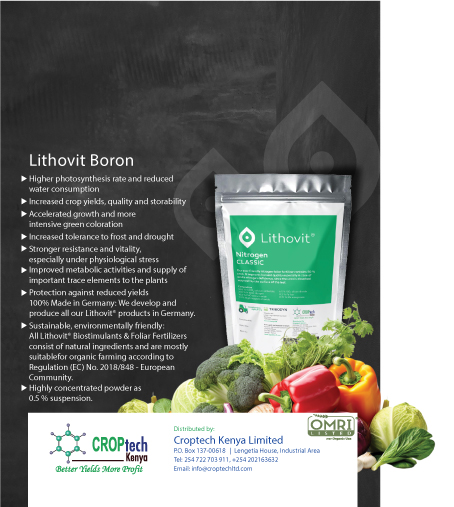 Lithovit Boron
▶ Higher photosynthesis rate and reduced
water consumption
▶ Increased crop yields, quality and storability
▶ Accelerated growth and more
intensive green coloration
▶ Increased tolerance to frost and drought
▶ Stronger resistance and vitality,
especially under physiological stress
▶ Improved metabolic activities and supply of
important trace elements to the plants
▶ Protection against reduced yields
100% Made in Germany: We develop and
produce all our Lithovit® products in Germany.
▶ Sustainable, environmentally friendly:
All Lithovit® Biostimulants & Foliar Fertilizers
consist of natural ingredients and are mostly
suitablefor organic farming according to
Regulation (EC) No. 2018/848 - European
Community.
▶ Highly concentrated powder as
0.5 % suspension.
Lithovit®
Nitrogen
CLASSIC
TRIBODYN
CROPtech
Kenya
CROPtech
Kenya
Better Yields More Profit
Distributed by:
Croptech Kenya Limited
P.O. Box 137-00618 | Lengetia House, Industrial Area
Tel: 254 722 703 911, +254 202163632
Email: info@croptechltd.com
OMRI
LISTED
For Organic Use